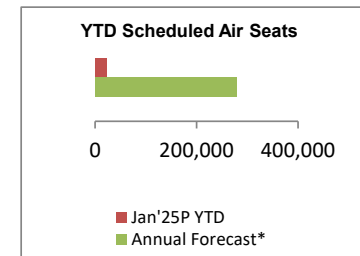 YTD Scheduled Air Seats
0 200,000 400,000
Jan'25P YTD
Annual Forecast*